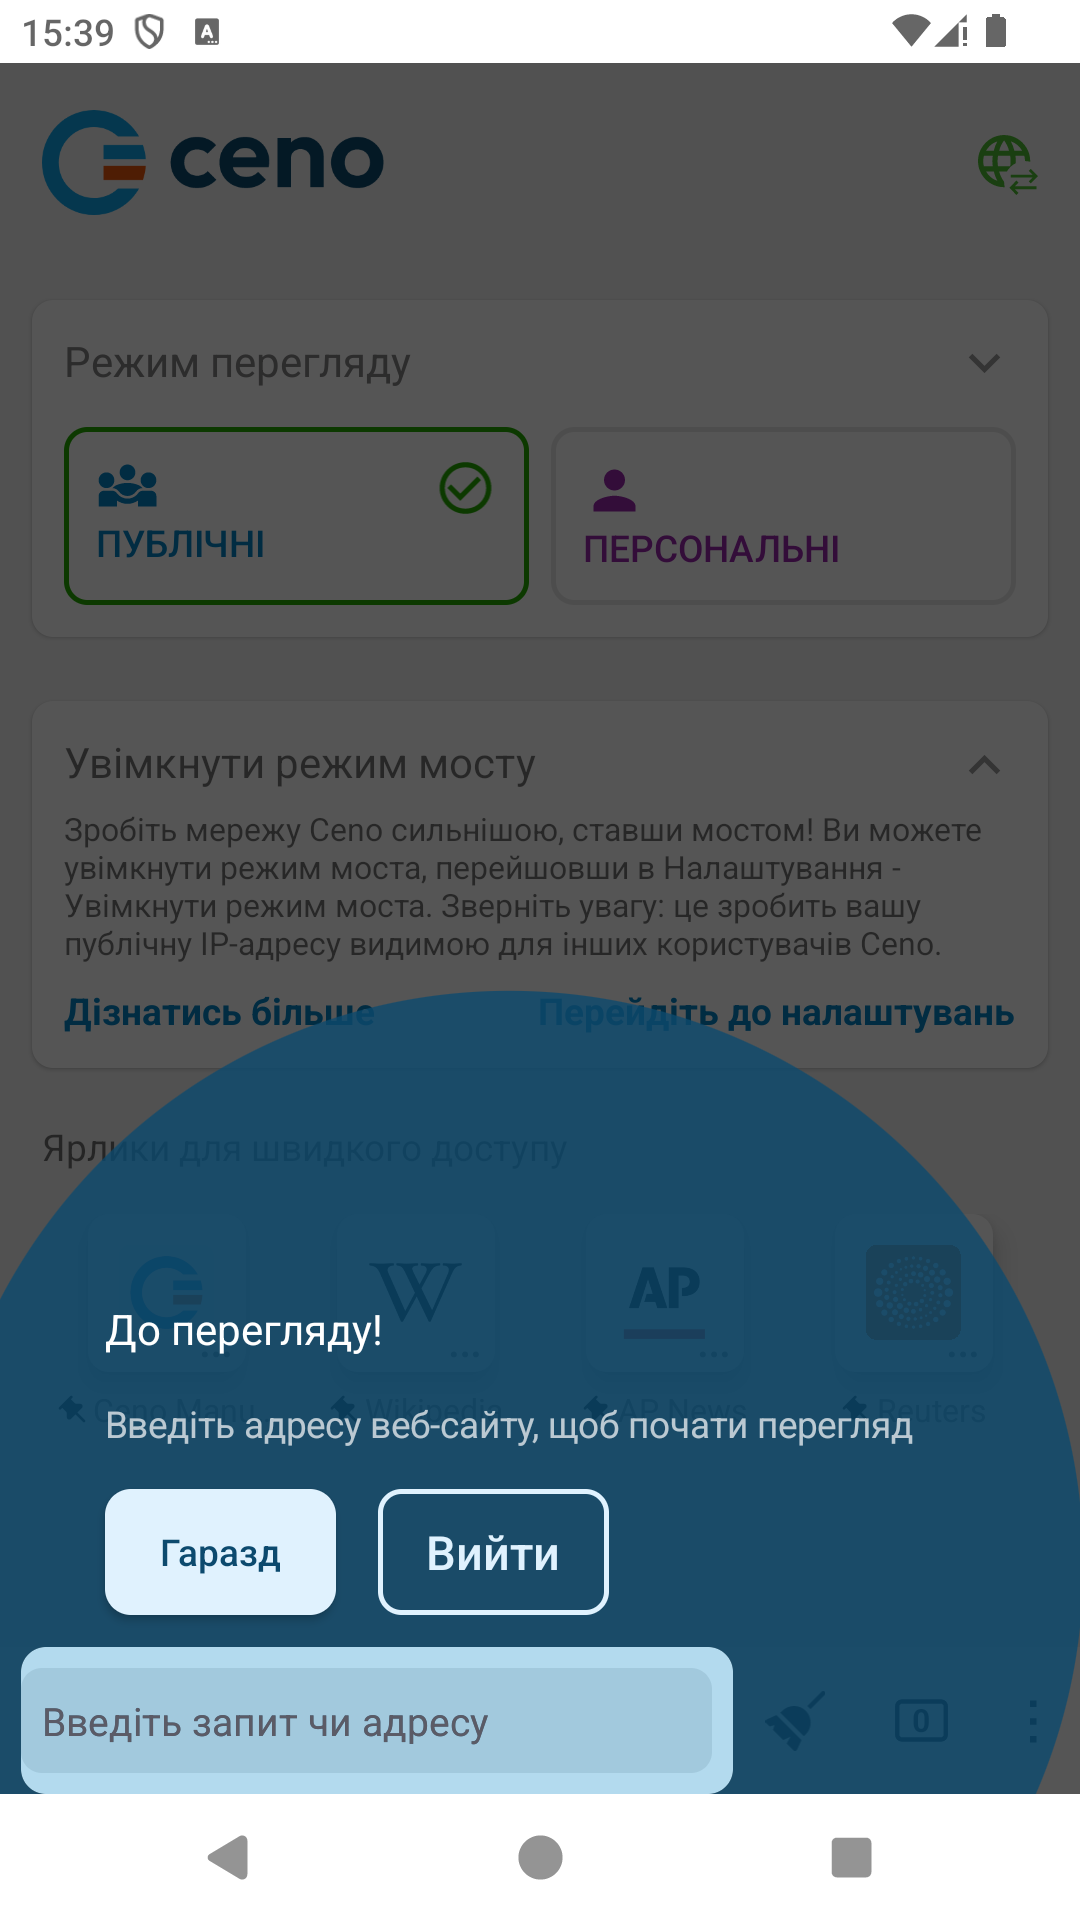 15:39
ceno
Режим перегляду
ПУБЛІЧНІ
ПЕРСОНАЛЬНІ
Увімкнути режим мосту
Зробіть мережу Ceno сильнішою, ставши мостом! Ви можете
увімкнути режим моста, перейшовши в Налаштування -
Увімкнути режим моста. Зверніть увагу: це зробить вашу
публічну IP-адресу видимою для інших користувачів Ceno.
Дізнатись більше Перейдіть до налаштувань
Ярлики для швидкого доступу
W AP
До перегляду!
Ceno Manu Wikipedia AP News Reuters
Введіть адресу веб-сайту, щоб почати перегляд
Гаразд Вийти
Введіть запит чи адресу 0